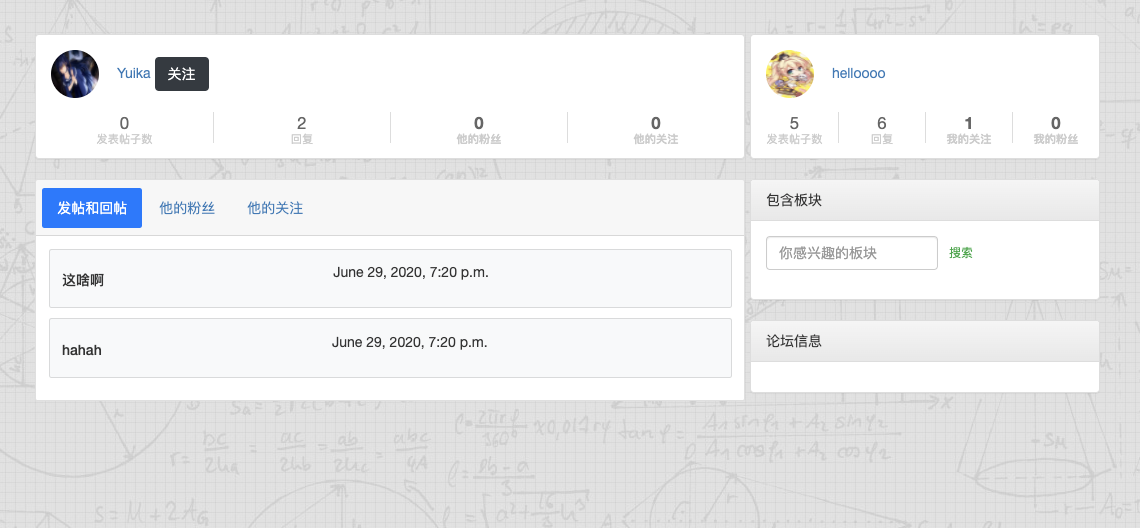 Yuika 关注
0 2 0 0
发表帖子数 回复 他的粉丝 他的关注
helloooo
5 6 1 0
发表帖子数 回复 我的关注 我的粉丝
发帖和回帖 他的粉丝 他的关注
这啥啊 June 29, 2020, 7:20 p.m.
hahah June 29, 2020, 7:20 p.m.
包含板块
你感兴趣的板块 搜索
论坛信息